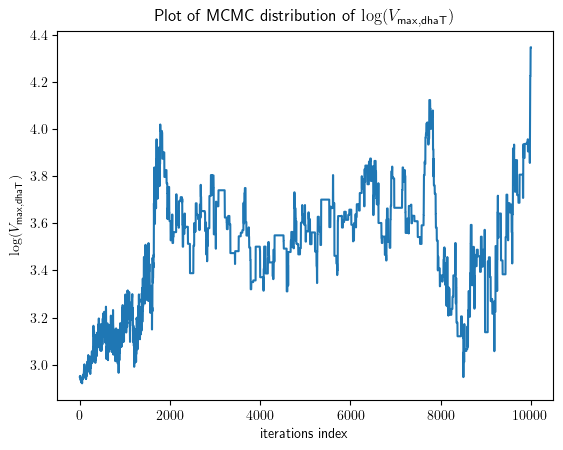 Plot of MCMC distribution of log(V_max,dhaT)
log(V_max,dhaT)
4.4
4.2
4.0
3.8
3.6
3.4
3.2
3.0
0 2000 4000 6000 8000 10000
iterations index